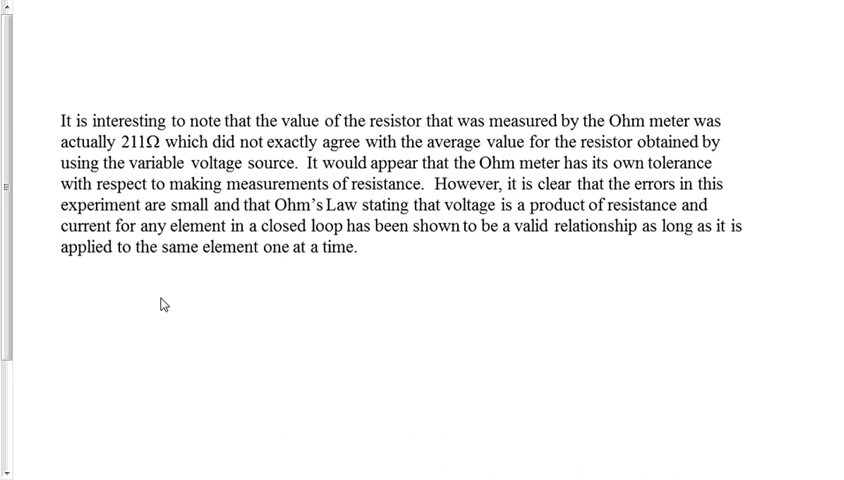 It is interesting to note that the value of the resistor that was measured by the Ohm meter was
actually 211Ω which did not exactly agree with the average value for the resistor obtained by
using the variable voltage source.  It would appear that the Ohm meter has its own tolerance
with respect to making measurements of resistance.  However, it is clear that the errors in this
experiment are small and that Ohm's Law stating that voltage is a product of resistance and
current for any element in a closed loop has been shown to be a valid relationship as long as it is
applied to the same element one at a time.